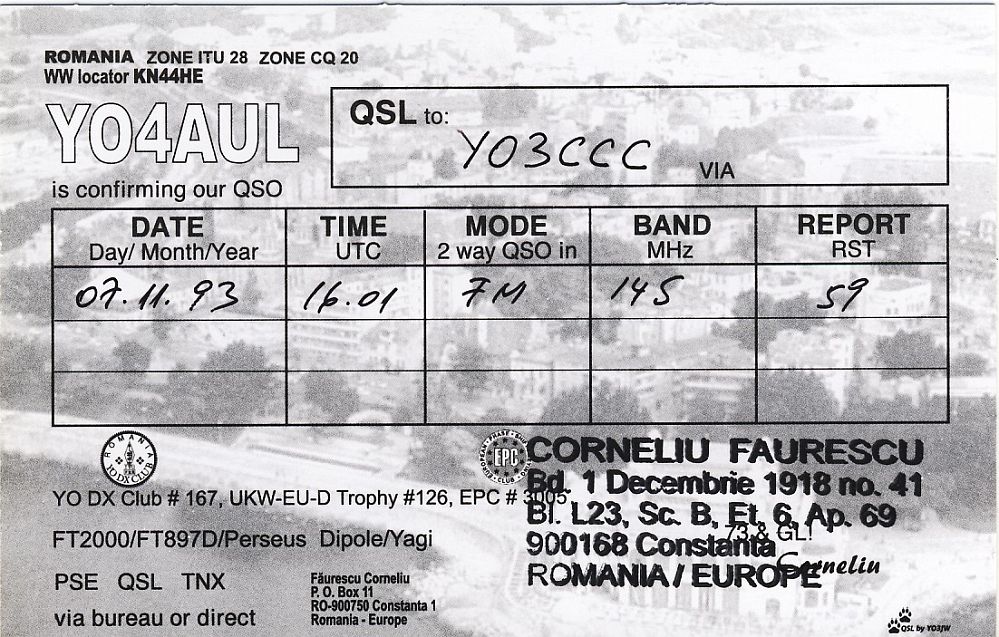 ROMANIA ZONE ITU 28 ZONE CQ 20
WW locator KN44HE
YO4AUL
is confirming our QSO
QSL to:
YO3CCC
VIA
DATE TIME MODE BAND REPORT
Day/ Month/Year UTC 2 way QSO in MHz RST
07.11.93 16.01 FM 145 59
ROMANIA
YO DX CLUB
EPC
YO DX Club # 167, UKW-EU-D Trophy #126, EPC # 3005
FT2000/FT897D/Perseus Dipole/Yagi
PSE QSL TNX
via bureau or direct
Făurescu Corneliu
P. O. Box 11
RO-900750 Constanta 1
Romania - Europe
CORNELIU FAURESCU
Bd. 1 Decembrie 1918 no. 41
Bl. L23, Sc. B, Et. 6, Ap. 69
900168 Constanta
ROMANIA / EUROPE
73 & GL!
Corneliu
QSL by YO3JW